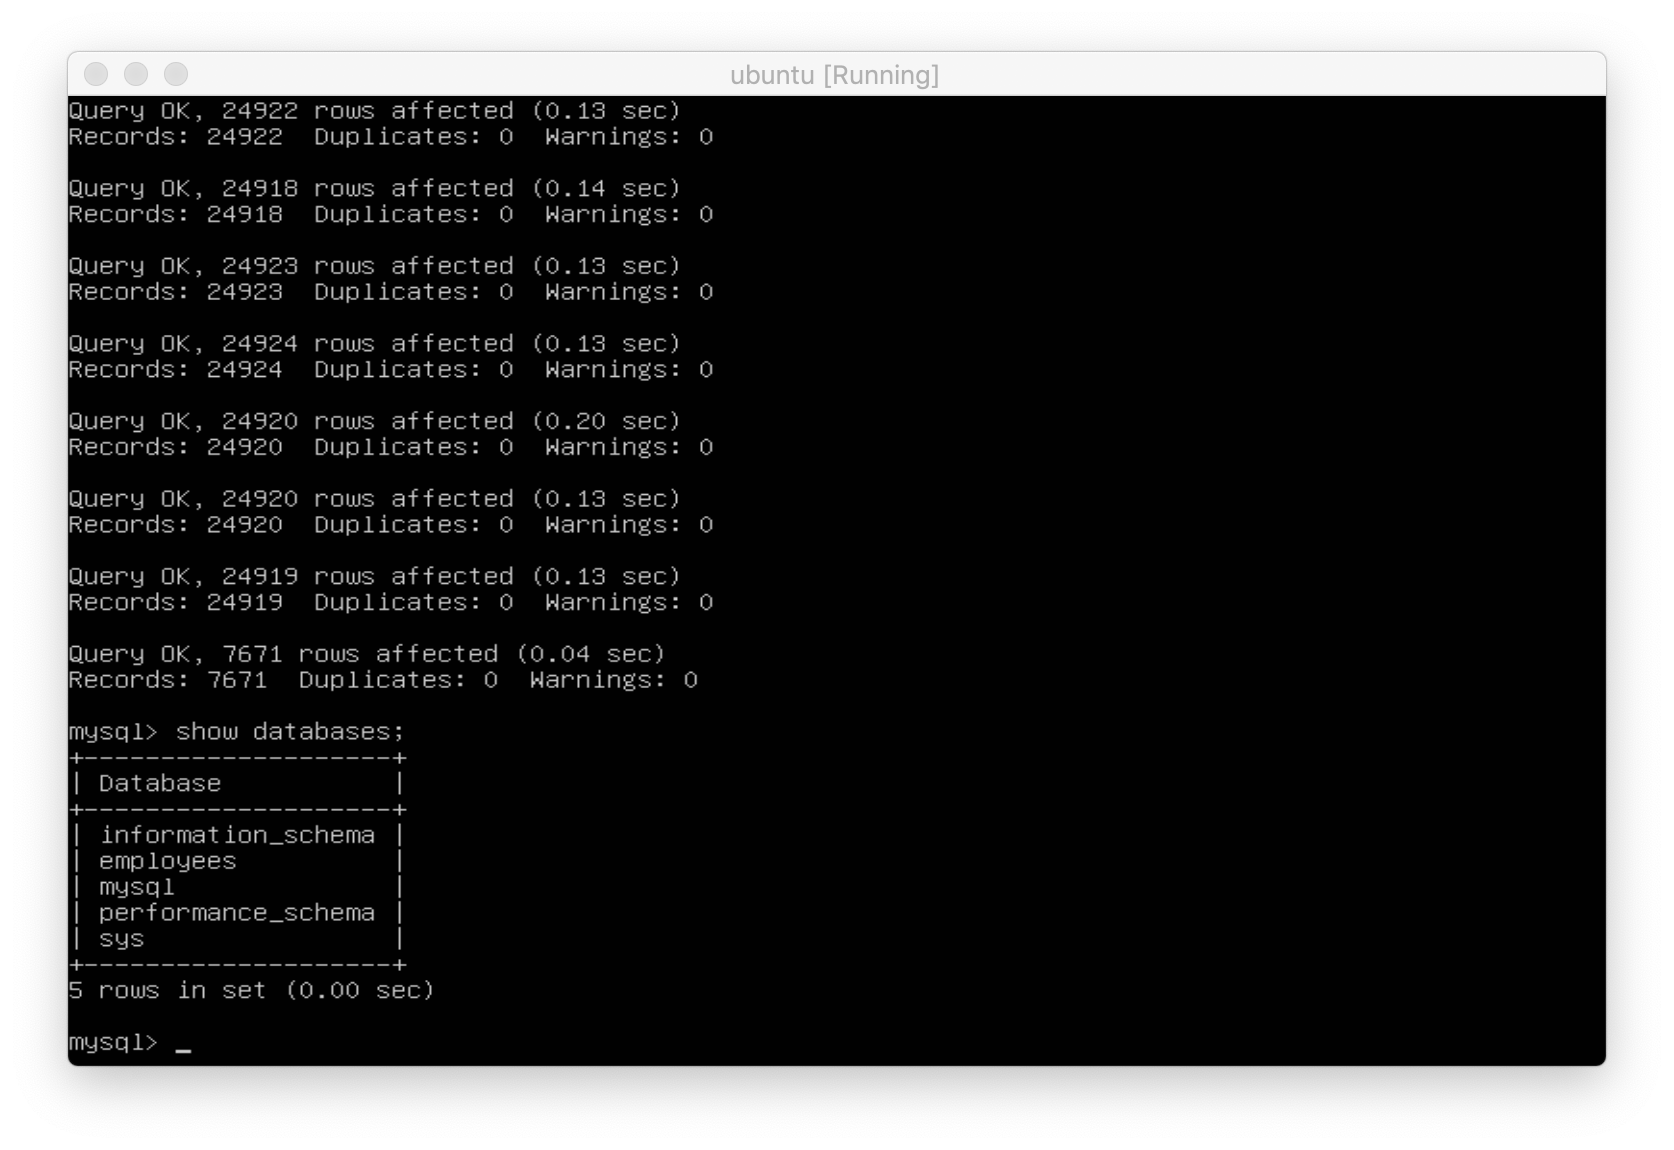 ubuntu [Running]
Query OK, 24922 rows affected (0.13 sec)
Records: 24922  Duplicates: 0  Warnings: 0
Query OK, 24918 rows affected (0.14 sec)
Records: 24918  Duplicates: 0  Warnings: 0
Query OK, 24923 rows affected (0.13 sec)
Records: 24923  Duplicates: 0  Warnings: 0
Query OK, 24924 rows affected (0.13 sec)
Records: 24924  Duplicates: 0  Warnings: 0
Query OK, 24920 rows affected (0.20 sec)
Records: 24920  Duplicates: 0  Warnings: 0
Query OK, 24920 rows affected (0.13 sec)
Records: 24920  Duplicates: 0  Warnings: 0
Query OK, 24919 rows affected (0.13 sec)
Records: 24919  Duplicates: 0  Warnings: 0
Query OK, 7671 rows affected (0.04 sec)
Records: 7671  Duplicates: 0  Warnings: 0
mysql> show databases;
+--------------------+
| Database           |
+--------------------+
| information_schema |
| employees          |
| mysql              |
| performance_schema |
| sys                |
+--------------------+
5 rows in set (0.00 sec)
mysql> _